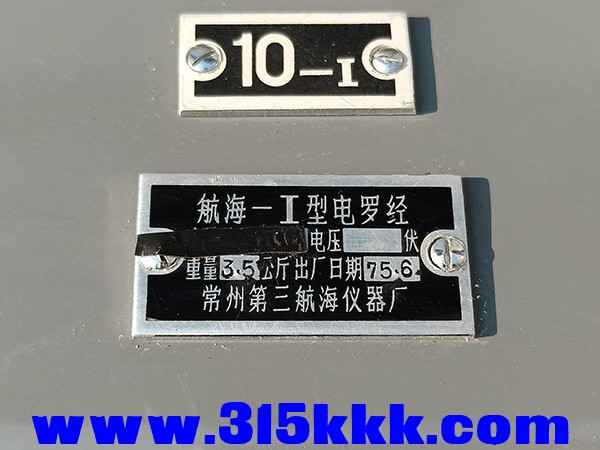 10-I
航海-I型电罗经
电压 伏
重量3.5公斤出厂日期75.6.
常州第三航海仪器厂
www.315kkk.com